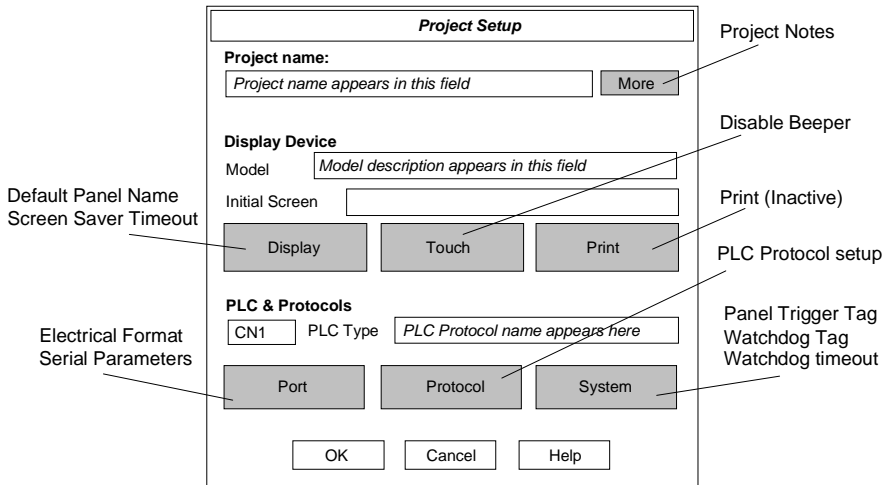 Project Setup
Project Notes
Project name:
Project name appears in this field
More
Disable Beeper
Display Device
Model
Model description appears in this field
Default Panel Name
Screen Saver Timeout
Initial Screen
Print (Inactive)
Display
Touch
Print
PLC Protocol setup
PLC & Protocols
CN1
PLC Type
PLC Protocol name appears here
Panel Trigger Tag
Watchdog Tag
Watchdog timeout
Electrical Format
Serial Parameters
Port
Protocol
System
OK
Cancel
Help